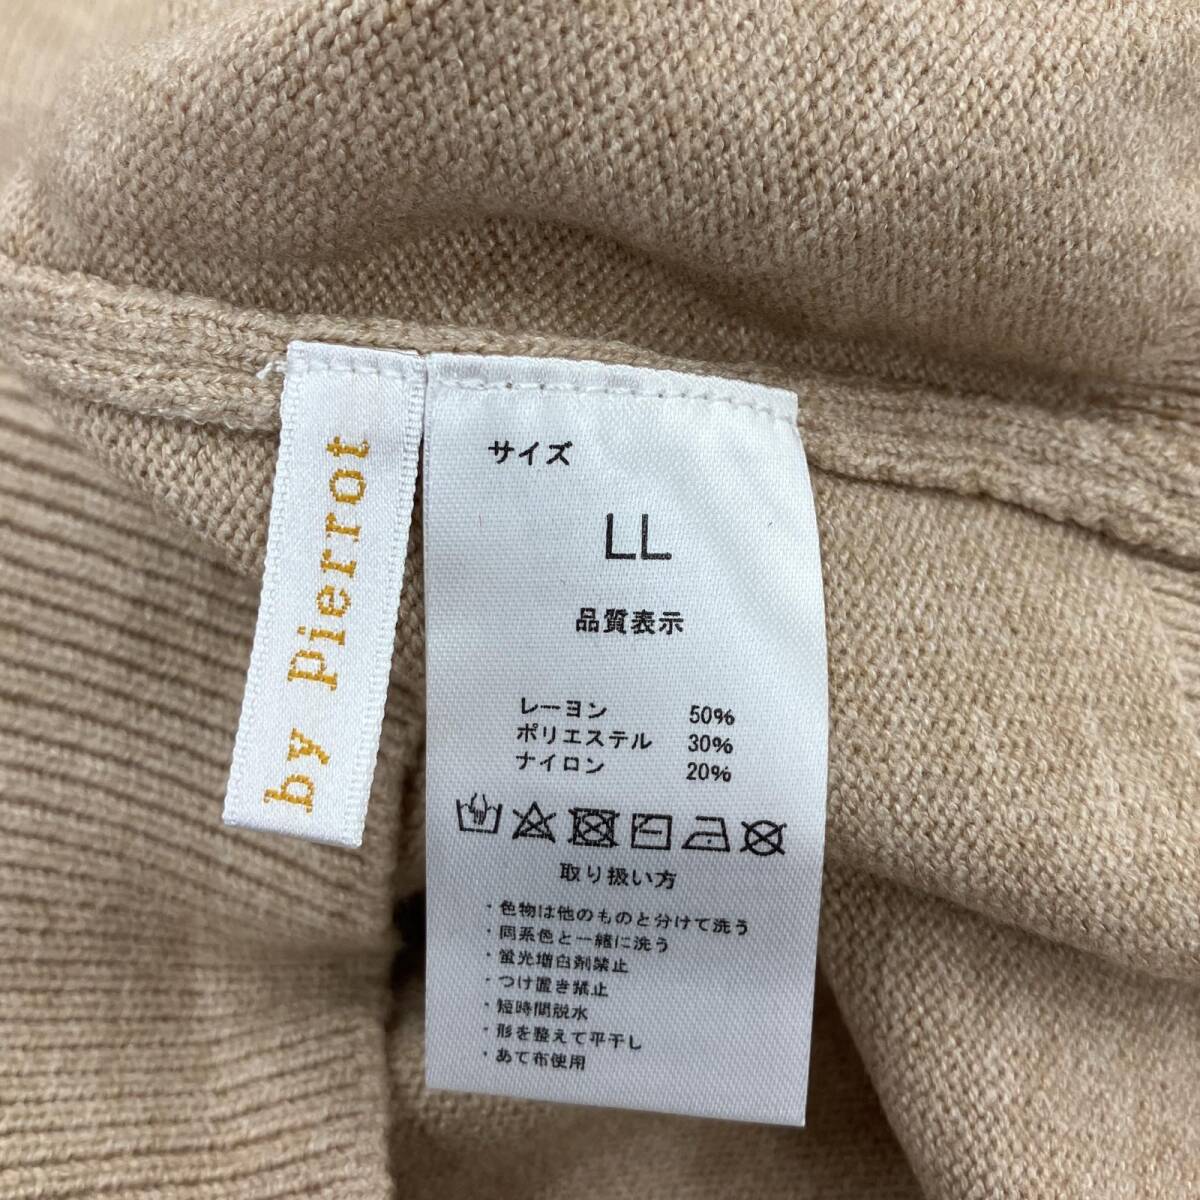 by pierrot
サイズ
LL
品質表示
レーヨン 50%
ポリエステル 30%
ナイロン 20%
取り扱い方
・色物は他のものと分けて洗う
・同系色と一緒に洗う
・蛍光増白剤禁止
・つけ置き禁止
・短時間脱水
・形を整えて平干し
・あて布使用